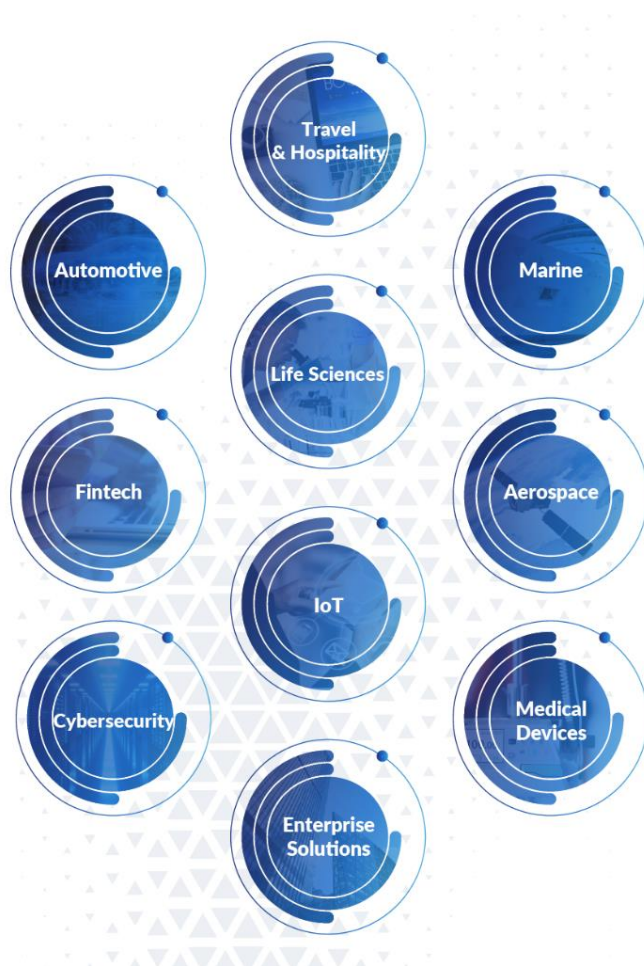 Travel
& Hospitality
Automotive
Marine
Life Sciences
Fintech
Aerospace
IoT
Cybersecurity
Medical
Devices
Enterprise
Solutions